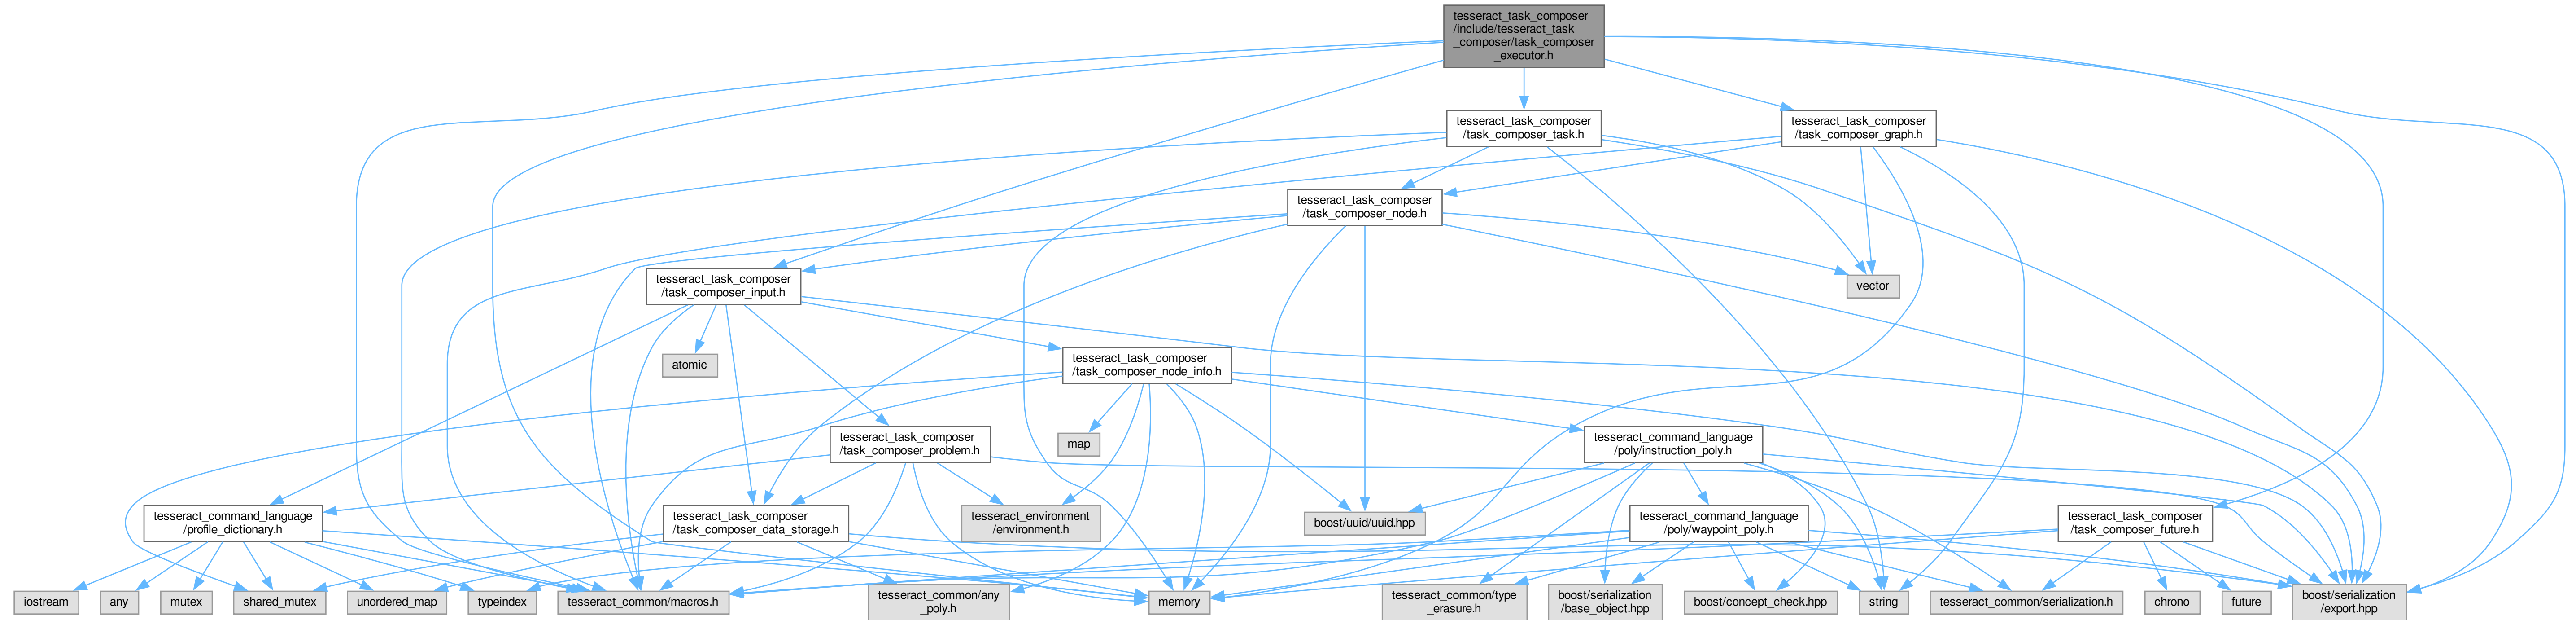 tesseract_task_composer
/include/tesseract_task
_composer/task_composer
_executor.h
tesseract_task_composer
/task_composer_task.h
tesseract_task_composer
/task_composer_graph.h
tesseract_task_composer
/task_composer_node.h
tesseract_task_composer
/task_composer_input.h
vector
atomic
tesseract_task_composer
/task_composer_node_info.h
map
tesseract_task_composer
/task_composer_problem.h
tesseract_command_language
/poly/instruction_poly.h
tesseract_command_language
/profile_dictionary.h
tesseract_task_composer
/task_composer_data_storage.h
tesseract_environment
/environment.h
boost/uuid/uuid.hpp
tesseract_command_language
/poly/waypoint_poly.h
tesseract_task_composer
/task_composer_future.h
iostream
any
mutex
shared_mutex
unordered_map
typeindex
tesseract_common/macros.h
tesseract_common/any
_poly.h
memory
tesseract_common/type
_erasure.h
boost/serialization
/base_object.hpp
boost/concept_check.hpp
string
tesseract_common/serialization.h
chrono
future
boost/serialization
/export.hpp